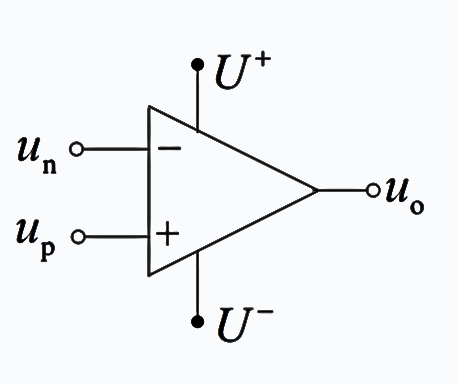 U⁺
uₙ −
uₒ
uₚ +
U⁻